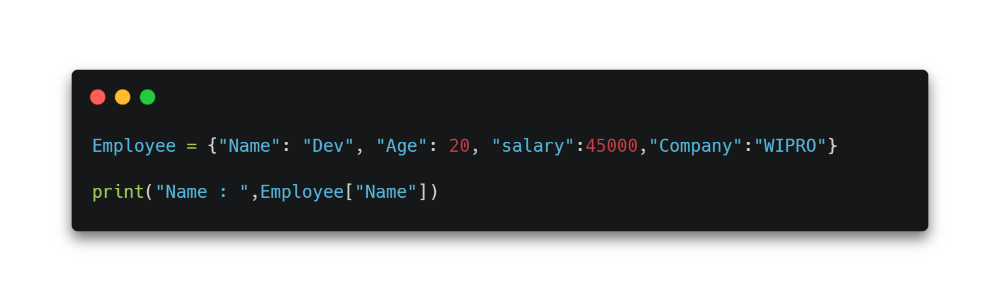 Employee = {"Name": "Dev", "Age": 20, "salary":45000,"Company":"WIPRO"}
print("Name : ",Employee["Name"])